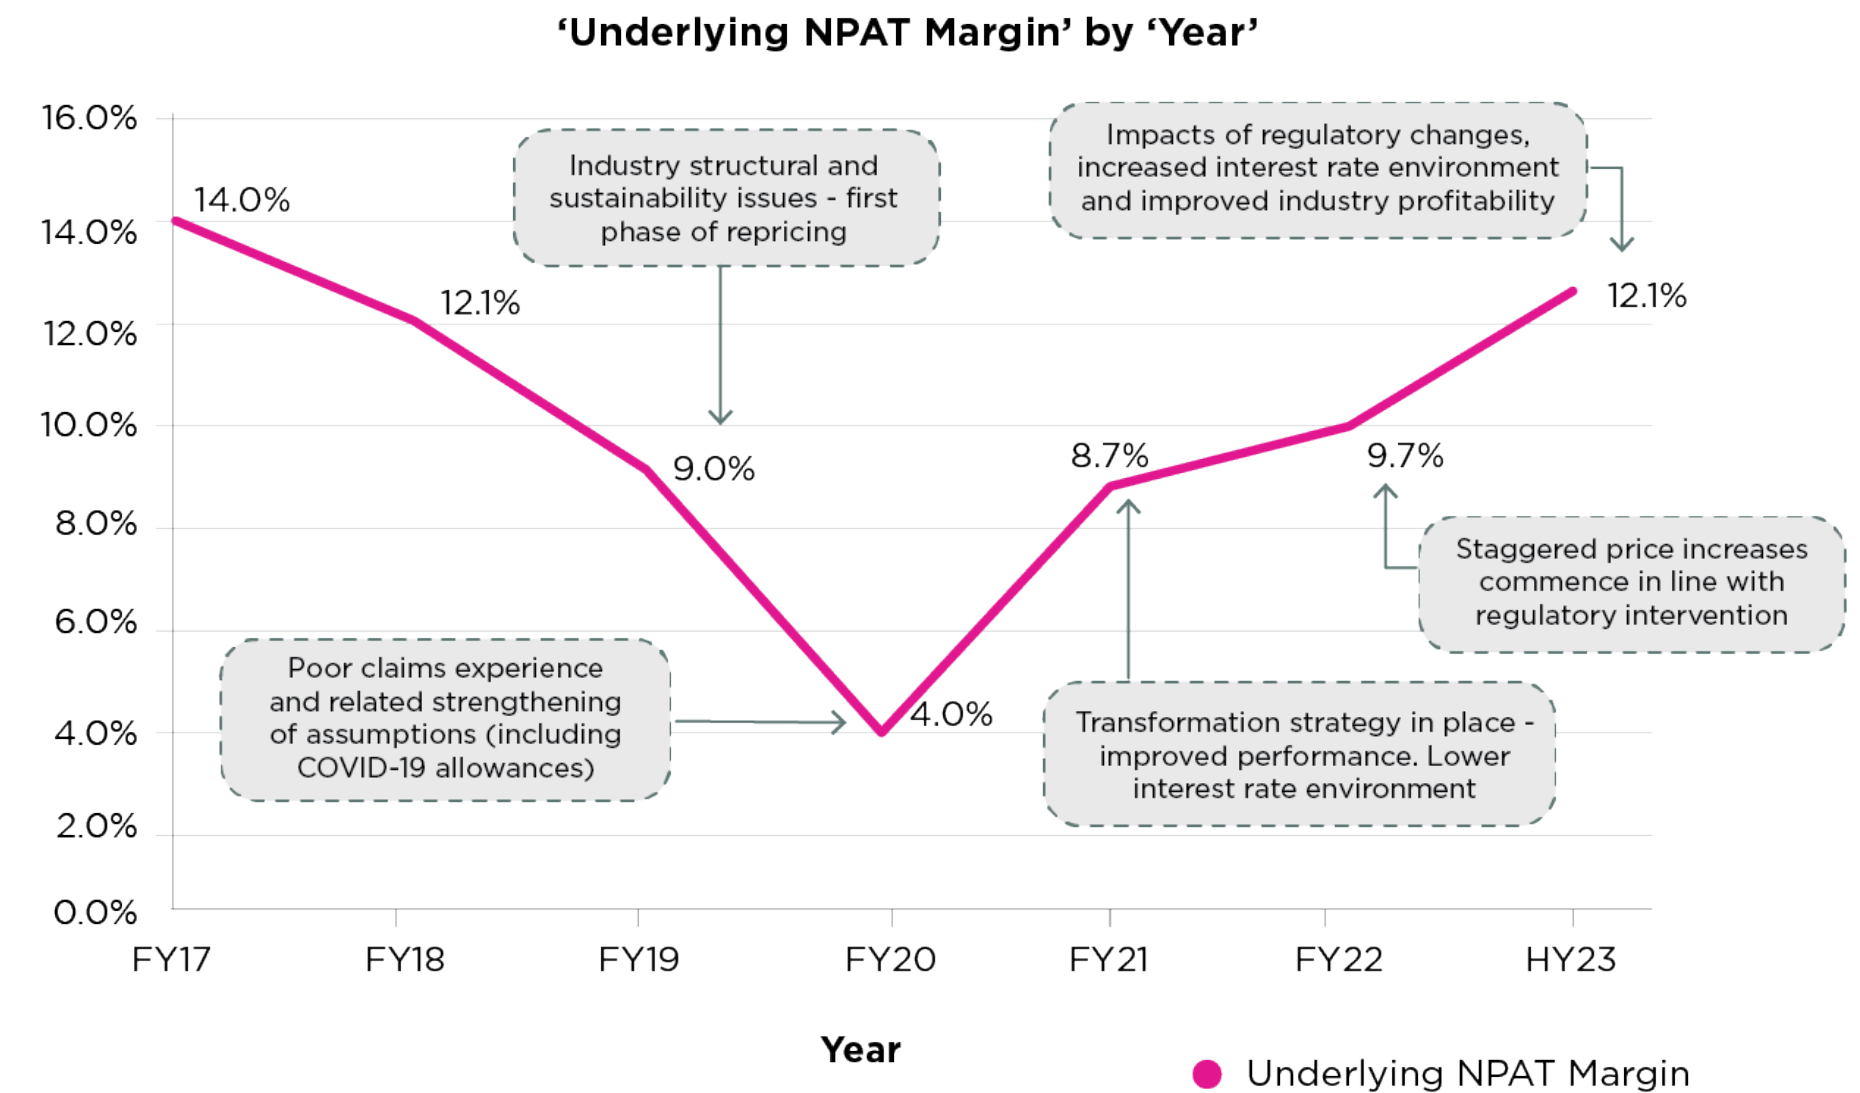 ‘Underlying NPAT Margin’ by ‘Year’
16.0%
14.0%
12.0%
10.0%
8.0%
6.0%
4.0%
2.0%
0.0%
14.0%
12.1%
9.0%
4.0%
8.7%
9.7%
12.1%
Industry structural and
sustainability issues - first
phase of repricing
Impacts of regulatory changes,
increased interest rate environment
and improved industry profitability
Poor claims experience
and related strengthening
of assumptions (including
COVID-19 allowances)
Transformation strategy in place -
improved performance. Lower
interest rate environment
Staggered price increases
commence in line with
regulatory intervention
FY17 FY18 FY19 FY20 FY21 FY22 HY23
Year
Underlying NPAT Margin